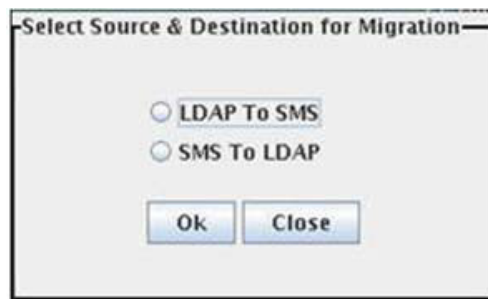 Select Source & Destination for Migration
LDAP To SMS
SMS To LDAP
Ok Close